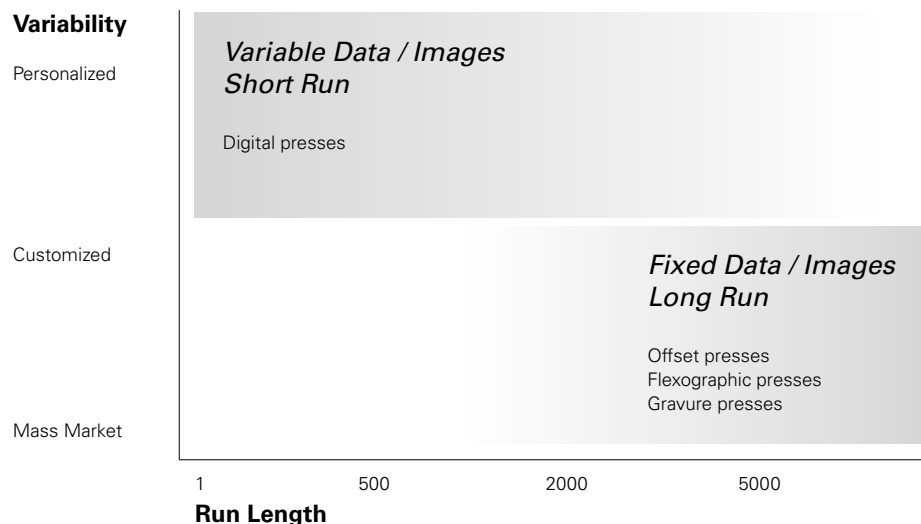 Variability
Personalized
Variable Data / Images
Short Run
Digital presses
Customized
Fixed Data / Images
Long Run
Offset presses
Flexographic presses
Gravure presses
Mass Market
1 500 2000 5000
Run Length